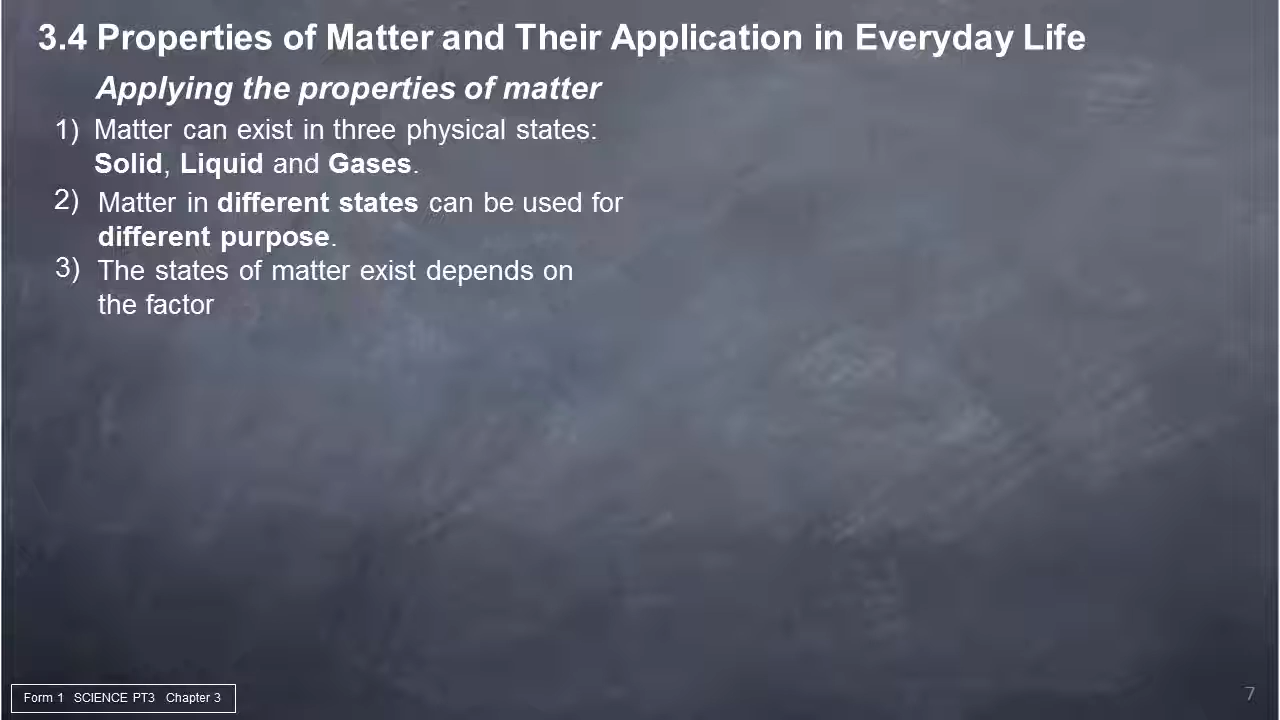 3.4 Properties of Matter and Their Application in Everyday Life
Applying the properties of matter
1) Matter can exist in three physical states:
Solid, Liquid and Gases.
2) Matter in different states can be used for
different purpose.
3) The states of matter exist depends on
the factor
Form 1 SCIENCE PT3 Chapter 3
7